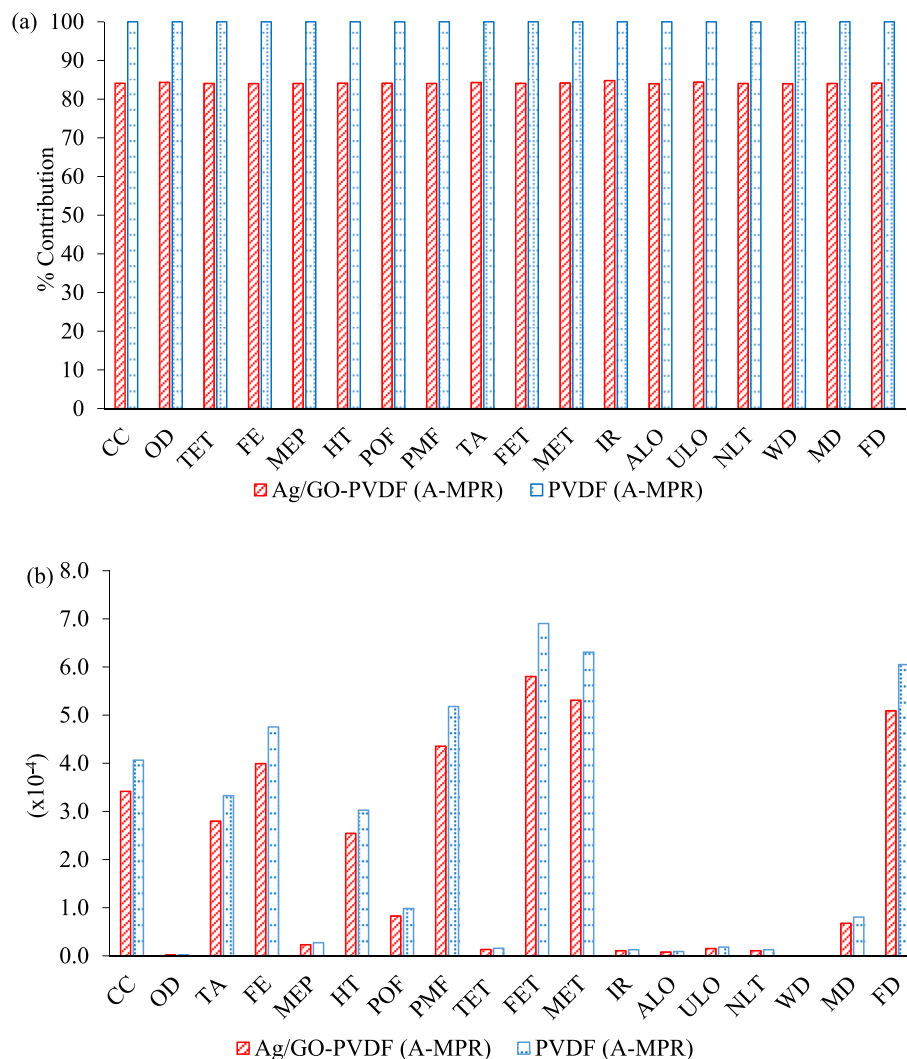 (a)
% Contribution
100
90
80
70
60
50
40
30
20
10
0
CC OD TET FE MEP HT POF PMF TA FET MET IR ALO ULO NLT WD MD FD
Ag/GO-PVDF (A-MPR) PVDF (A-MPR)
(b)
(x10⁻⁴)
8.0
7.0
6.0
5.0
4.0
3.0
2.0
1.0
0.0
CC OD TA FE MEP HT POF PMF TET FET MET IR ALO ULO NLT WD MD FD
Ag/GO-PVDF (A-MPR) PVDF (A-MPR)